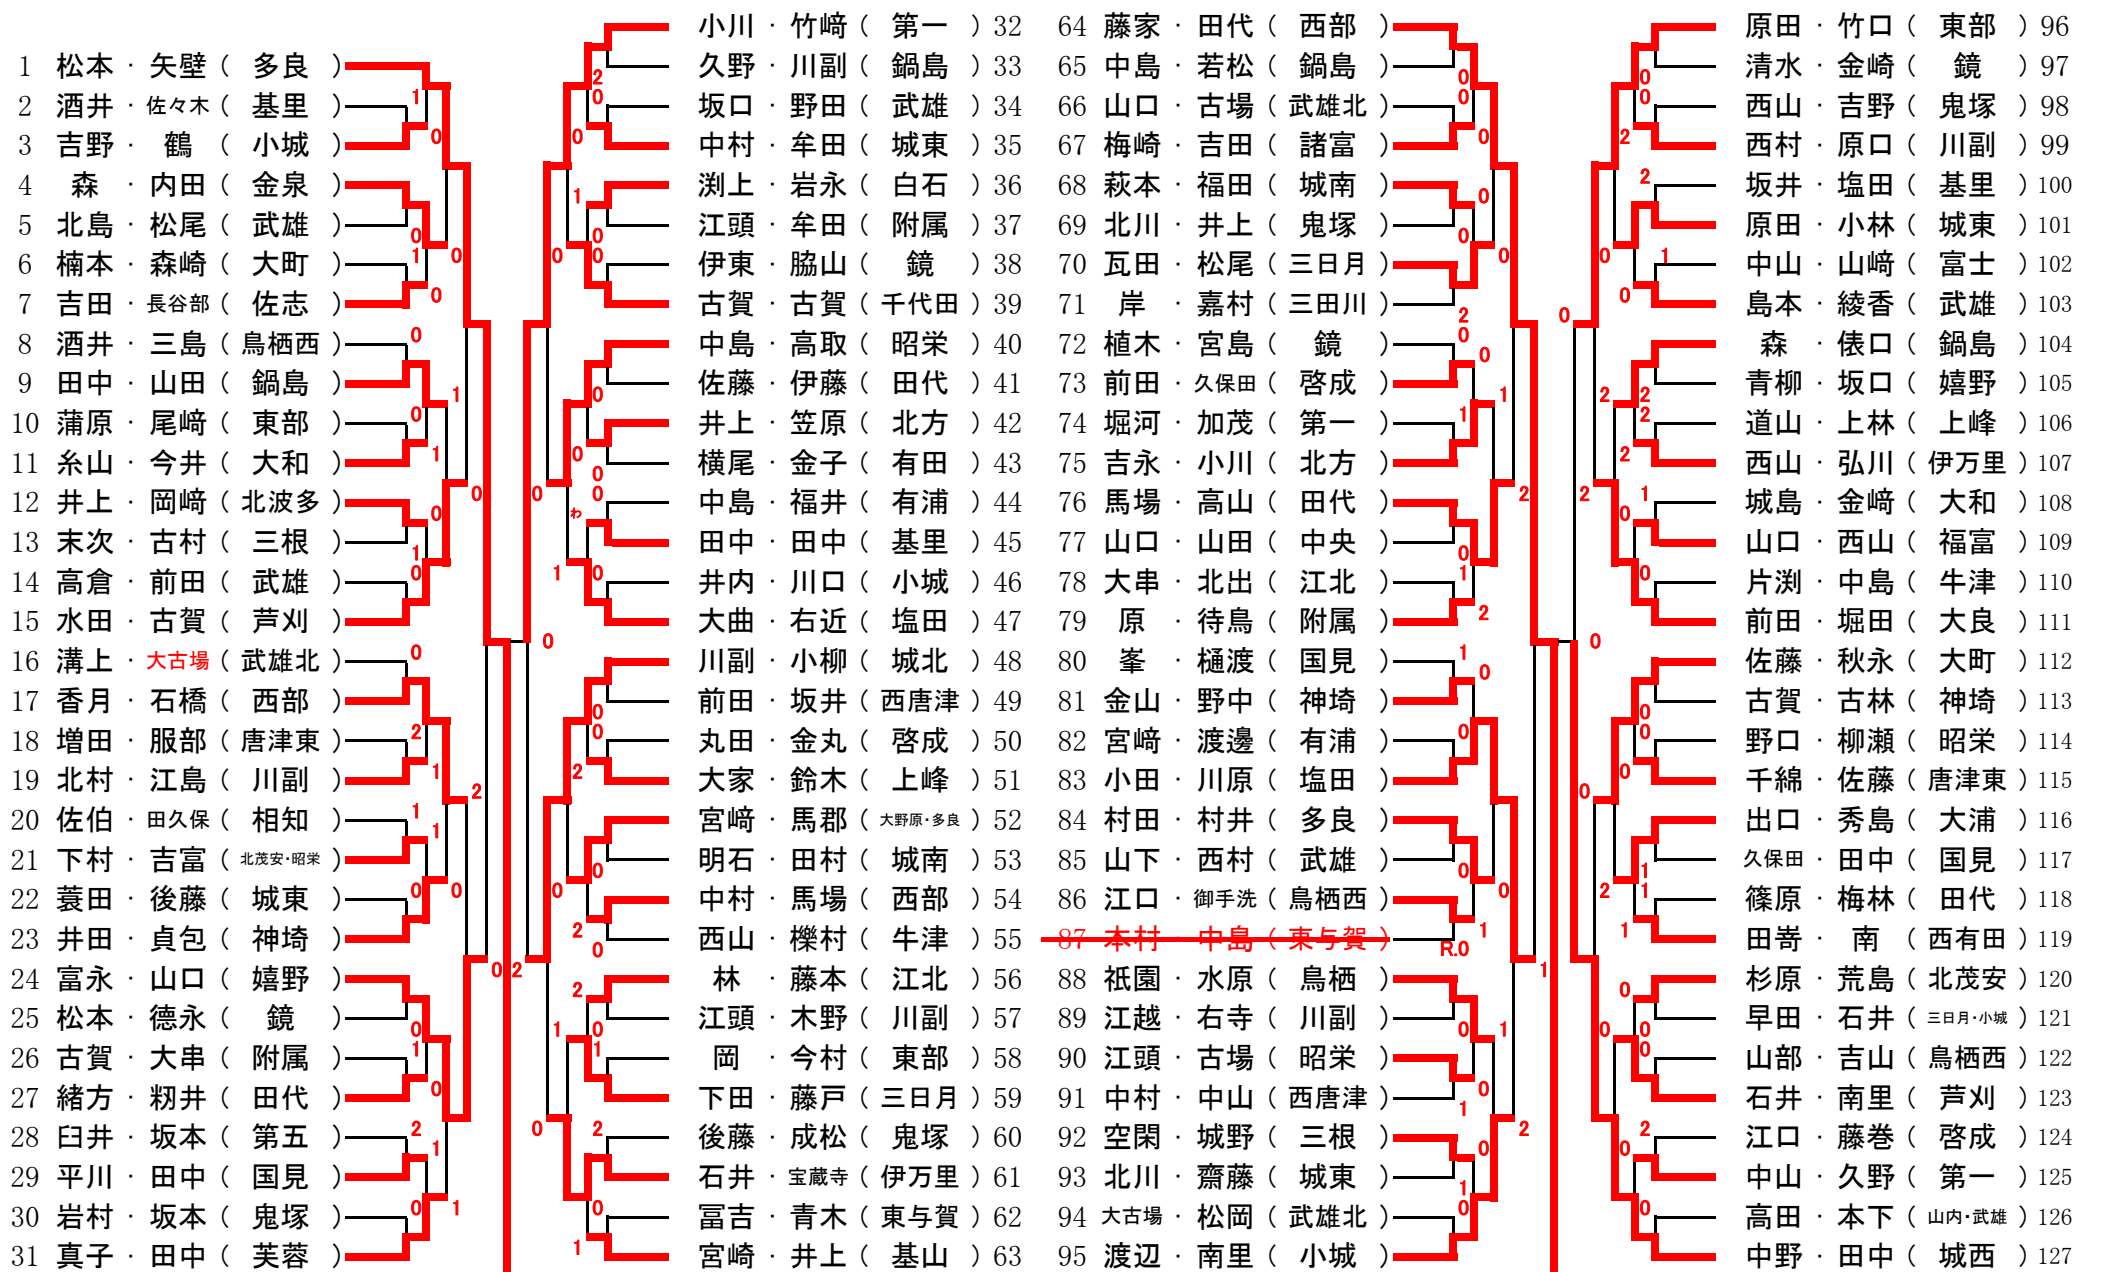 1 松本・矢壁（多良）
2 酒井・佐々木（基里）
3 吉野・鶴（小城）
4 森・内田（金泉）
5 北島・松尾（武雄）
6 楠本・森崎（大町）
7 吉田・長谷部（佐志）
8 酒井・三島（鳥栖西）
9 田中・山田（鍋島）
10 蒲原・尾﨑（東部）
11 糸山・今井（大和）
12 井上・岡﨑（北波多）
13 末次・古村（三根）
14 高倉・前田（武雄）
15 水田・古賀（芦刈）
16 溝上・大古場（武雄北）
17 香月・石橋（西部）
18 増田・服部（唐津東）
19 北村・江島（川副）
20 佐伯・田久保（相知）
21 下村・吉富（北茂安・昭栄）
22 蓑田・後藤（城東）
23 井田・貞包（神埼）
24 富永・山口（嬉野）
25 松本・德永（鏡）
26 古賀・大串（附属）
27 緒方・籾井（田代）
28 臼井・坂本（第五）
29 平川・田中（国見）
30 岩村・坂本（鬼塚）
31 真子・田中（芙蓉）
小川・竹﨑（第一）32
久野・川副（鍋島）33
坂口・野田（武雄）34
中村・牟田（城東）35
渕上・岩永（白石）36
江頭・牟田（附属）37
伊東・脇山（鏡）38
古賀・古賀（千代田）39
中島・高取（昭栄）40
佐藤・伊藤（田代）41
井上・笠原（北方）42
横尾・金子（有田）43
中島・福井（有浦）44
田中・田中（基里）45
井内・川口（小城）46
大曲・右近（塩田）47
川副・小柳（城北）48
前田・坂井（西唐津）49
丸田・金丸（啓成）50
大家・鈴木（上峰）51
宮﨑・馬郡（大野原・多良）52
明石・田村（城南）53
中村・馬場（西部）54
西山・檪村（牛津）55
林・藤本（江北）56
江頭・木野（川副）57
岡・今村（東部）58
下田・藤戸（三日月）59
後藤・成松（鬼塚）60
石井・宝蔵寺（伊万里）61
冨吉・青木（東与賀）62
宮崎・井上（基山）63
64 藤家・田代（西部）
65 中島・若松（鍋島）
66 山口・古場（武雄北）
67 梅崎・吉田（諸富）
68 萩本・福田（城南）
69 北川・井上（鬼塚）
70 瓦田・松尾（三日月）
71 岸・嘉村（三田川）
72 植木・宮島（鏡）
73 前田・久保田（啓成）
74 堀河・加茂（第一）
75 吉永・小川（北方）
76 馬場・高山（田代）
77 山口・山田（中央）
78 大串・北出（江北）
79 原・待鳥（附属）
80 峯・樋渡（国見）
81 金山・野中（神埼）
82 宮﨑・渡邊（有浦）
83 小田・川原（塩田）
84 村田・村井（多良）
85 山下・西村（武雄）
86 江口・御手洗（鳥栖西）
87 本村・中島（東与賀）
R.0
88 祇園・水原（鳥栖）
89 江越・右寺（川副）
90 江頭・古場（昭栄）
91 中村・中山（西唐津）
92 空閑・城野（三根）
93 北川・齋藤（城東）
94 大古場・松岡（武雄北）
95 渡辺・南里（小城）
原田・竹口（東部）96
清水・金崎（鏡）97
西山・吉野（鬼塚）98
西村・原口（川副）99
坂井・塩田（基里）100
原田・小林（城東）101
中山・山﨑（富士）102
島本・綾香（武雄）103
森・俵口（鍋島）104
青柳・坂口（嬉野）105
道山・上林（上峰）106
西山・弘川（伊万里）107
城島・金﨑（大和）108
山口・西山（福富）109
片渕・中島（牛津）110
前田・堀田（大良）111
佐藤・秋永（大町）112
古賀・古林（神埼）113
野口・柳瀬（昭栄）114
千綿・佐藤（唐津東）115
出口・秀島（大浦）116
久保田・田中（国見）117
篠原・梅林（田代）118
田嵜・南（西有田）119
杉原・荒島（北茂安）120
早田・石井（三日月・小城）121
山部・吉山（鳥栖西）122
石井・南里（芦刈）123
江口・藤巻（啓成）124
中山・久野（第一）125
高田・本下（山内・武雄）126
中野・田中（城西）127